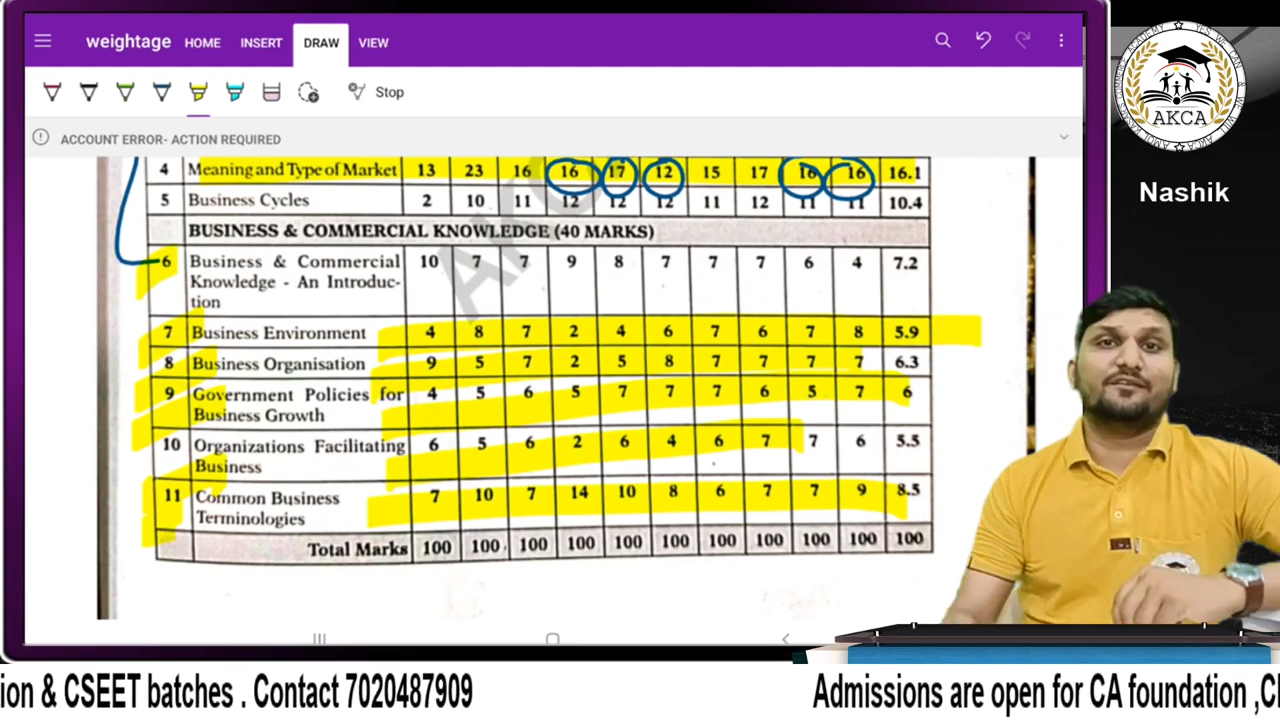 weightage HOME INSERT DRAW VIEW
Stop
ACCOUNT ERROR- ACTION REQUIRED
YES WE CAN & WE WILL
AKCA
Nashik
4 Meaning and Type of Market 13 23 16 16 17 12 15 17 16 16 16.1
5 Business Cycles 2 10 11 12 12 12 11 12 11 11 10.4
BUSINESS & COMMERCIAL KNOWLEDGE (40 MARKS)
6 Business & Commercial 10 7 7 9 8 7 7 7 6 4 7.2
Knowledge - An Introduc-
tion
7 Business Environment 4 8 7 2 4 6 7 6 7 8 5.9
8 Business Organisation 9 5 7 2 5 8 7 7 7 7 6.3
9 Government Policies for 4 5 6 5 7 7 7 6 5 7 6
Business Growth
10 Organizations Facilitating 6 5 6 2 6 4 6 7 7 6 5.5
Business
11 Common Business 7 10 7 14 10 8 6 7 7 9 8.5
Terminologies
Total Marks 100 100 100 100 100 100 100 100 100 100 100
AKC
ion & CSEET batches . Contact 7020487909 Admissions are open for CA foundation ,C